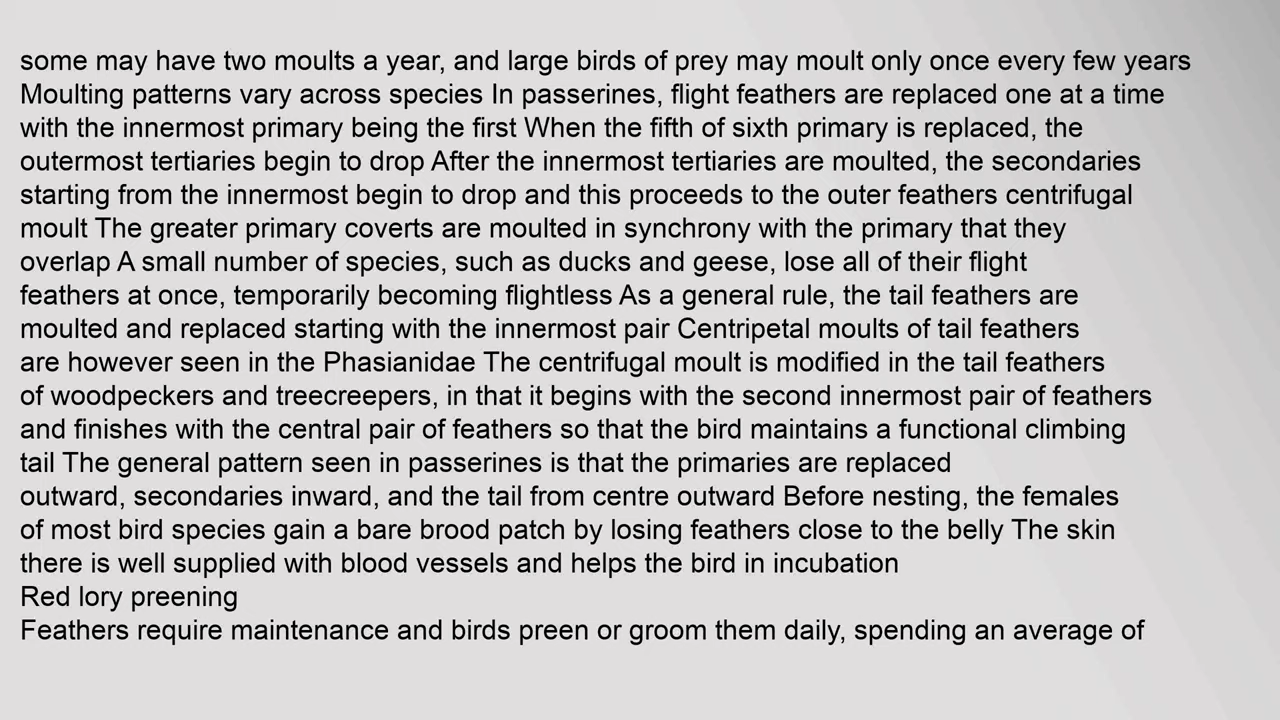 some may have two moults a year, and large birds of prey may moult only once every few years
Moulting patterns vary across species In passerines, flight feathers are replaced one at a time
with the innermost primary being the first When the fifth of sixth primary is replaced, the
outermost tertiaries begin to drop After the innermost tertiaries are moulted, the secondaries
starting from the innermost begin to drop and this proceeds to the outer feathers centrifugal
moult The greater primary coverts are moulted in synchrony with the primary that they
overlap A small number of species, such as ducks and geese, lose all of their flight
feathers at once, temporarily becoming flightless As a general rule, the tail feathers are
moulted and replaced starting with the innermost pair Centripetal moults of tail feathers
are however seen in the Phasianidae The centrifugal moult is modified in the tail feathers
of woodpeckers and treecreepers, in that it begins with the second innermost pair of feathers
and finishes with the central pair of feathers so that the bird maintains a functional climbing
tail The general pattern seen in passerines is that the primaries are replaced
outward, secondaries inward, and the tail from centre outward Before nesting, the females
of most bird species gain a bare brood patch by losing feathers close to the belly The skin
there is well supplied with blood vessels and helps the bird in incubation
Red lory preening
Feathers require maintenance and birds preen or groom them daily, spending an average of